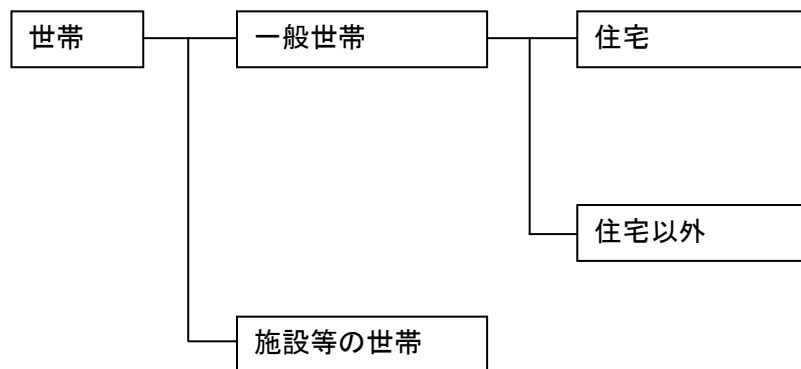 世帯
一般世帯
住宅
住宅以外
施設等の世帯